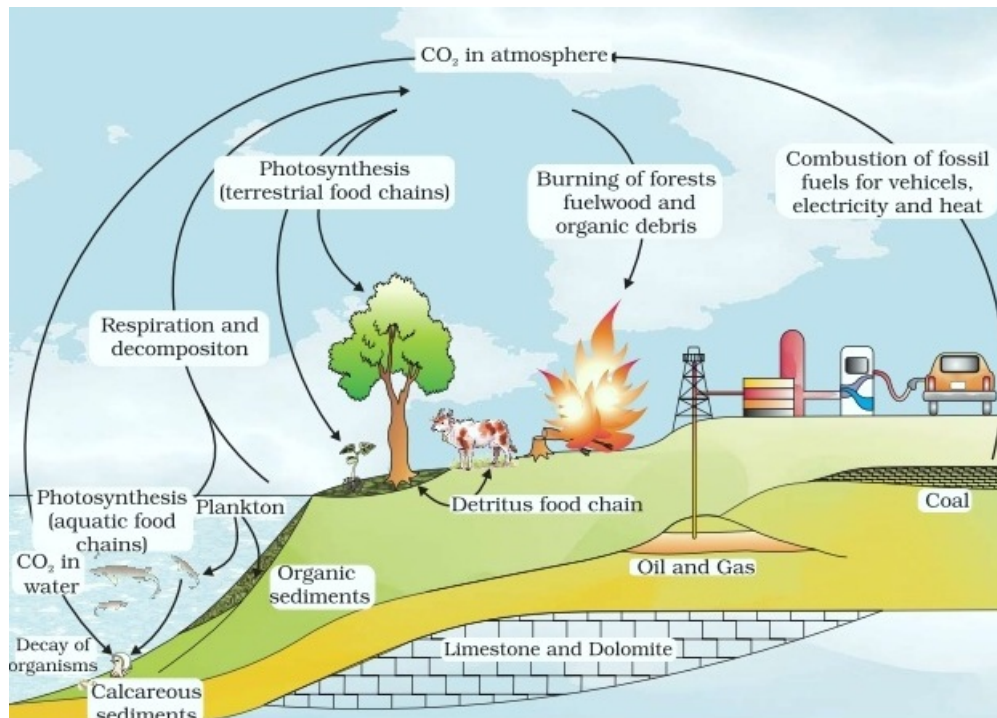 CO₂ in atmosphere
Photosynthesis
(terrestrial food chains)
Burning of forests
fuelwood and
organic debris
Combustion of fossil
fuels for vehicels,
electricity and heat
Respiration and
decompositon
Photosynthesis
(aquatic food
chains)
Plankton
CO₂ in
water
Detritus food chain
Coal
Oil and Gas
Organic
sediments
Limestone and Dolomite
Decay of
organisms
Calcareous
sediments